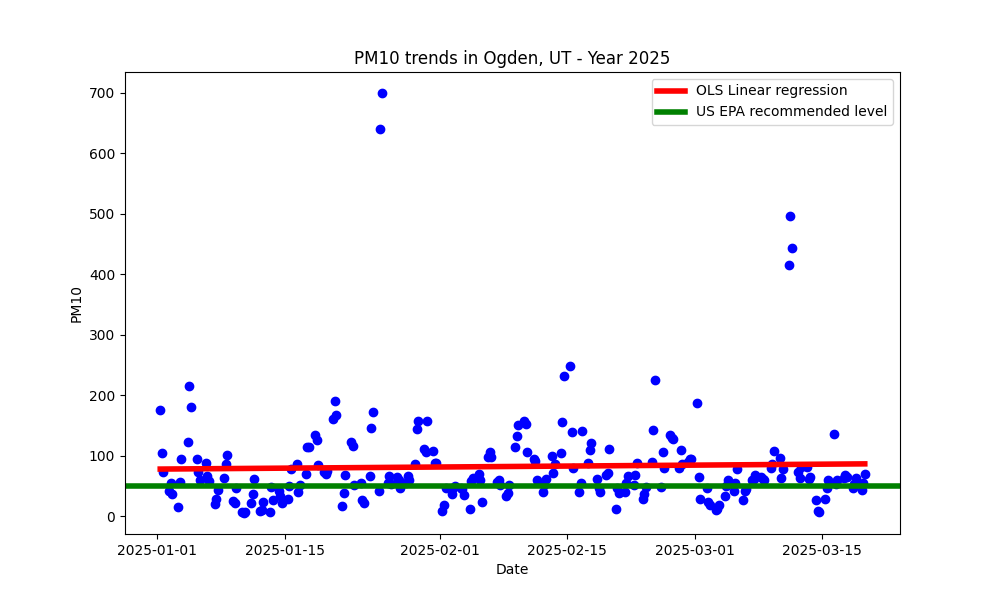 PM10 trends in Ogden, UT - Year 2025
OLS Linear regression
US EPA recommended level
PM10
700
600
500
400
300
200
100
0
2025-01-01 2025-01-15 2025-02-01 2025-02-15 2025-03-01 2025-03-15
Date